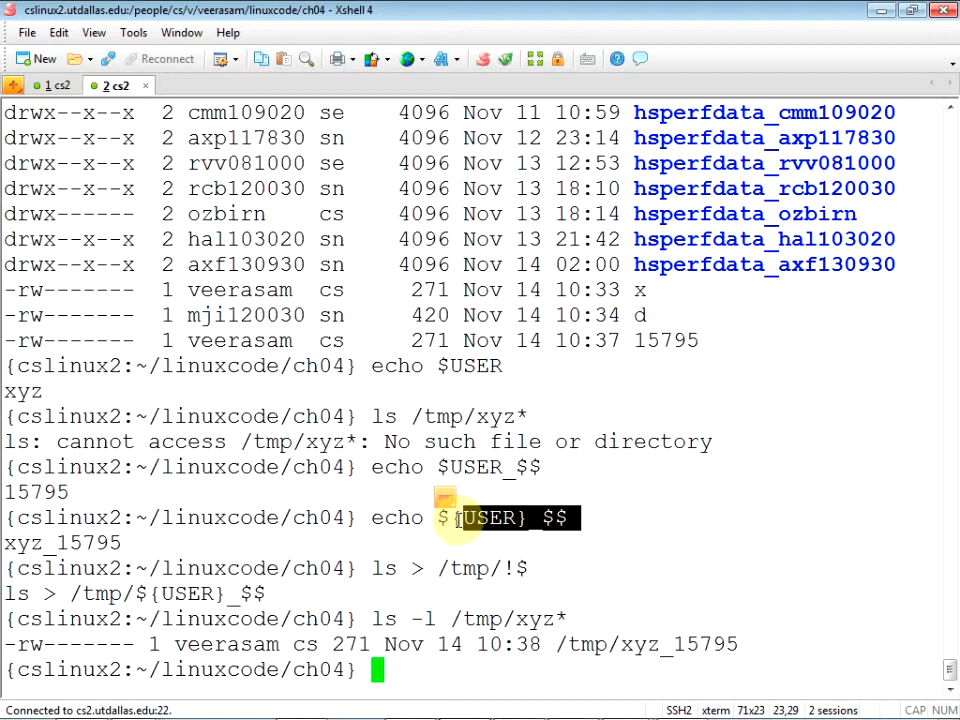 cslinux2.utdallas.edu:/people/cs/v/veerasam/linuxcode/ch04 - Xshell 4
File Edit View Tools Window Help
New Reconnect
1 cs2 2 cs2 ×
drwx--x--x 2 cmm109020 se 4096 Nov 11 10:59 hsperfdata_cmm109020
drwx--x--x 2 axp117830 sn 4096 Nov 12 23:14 hsperfdata_axp117830
drwx--x--x 2 rvv081000 se 4096 Nov 13 12:53 hsperfdata_rvv081000
drwx--x--x 2 rcb120030 sn 4096 Nov 13 18:10 hsperfdata_rcb120030
drwx------ 2 ozbirn cs 4096 Nov 13 18:14 hsperfdata_ozbirn
drwx--x--x 2 hal103020 sn 4096 Nov 13 21:42 hsperfdata_hal103020
drwx--x--x 2 axf130930 sn 4096 Nov 14 02:00 hsperfdata_axf130930
-rw------- 1 veerasam cs 271 Nov 14 10:33 x
-rw------- 1 mji120030 sn 420 Nov 14 10:34 d
-rw------- 1 veerasam cs 271 Nov 14 10:37 15795
{cslinux2:~/linuxcode/ch04} echo $USER
xyz
{cslinux2:~/linuxcode/ch04} ls /tmp/xyz*
ls: cannot access /tmp/xyz*: No such file or directory
{cslinux2:~/linuxcode/ch04} echo $USER_$$
15795
{cslinux2:~/linuxcode/ch04} echo ${USER}_$$
xyz_15795
{cslinux2:~/linuxcode/ch04} ls > /tmp/!$
ls > /tmp/${USER}_$$
{cslinux2:~/linuxcode/ch04} ls -l /tmp/xyz*
-rw------- 1 veerasam cs 271 Nov 14 10:38 /tmp/xyz_15795
{cslinux2:~/linuxcode/ch04}
Connected to cs2.utdallas.edu:22. SSH2 xterm 71x23 23,29 2 sessions CAP NUM